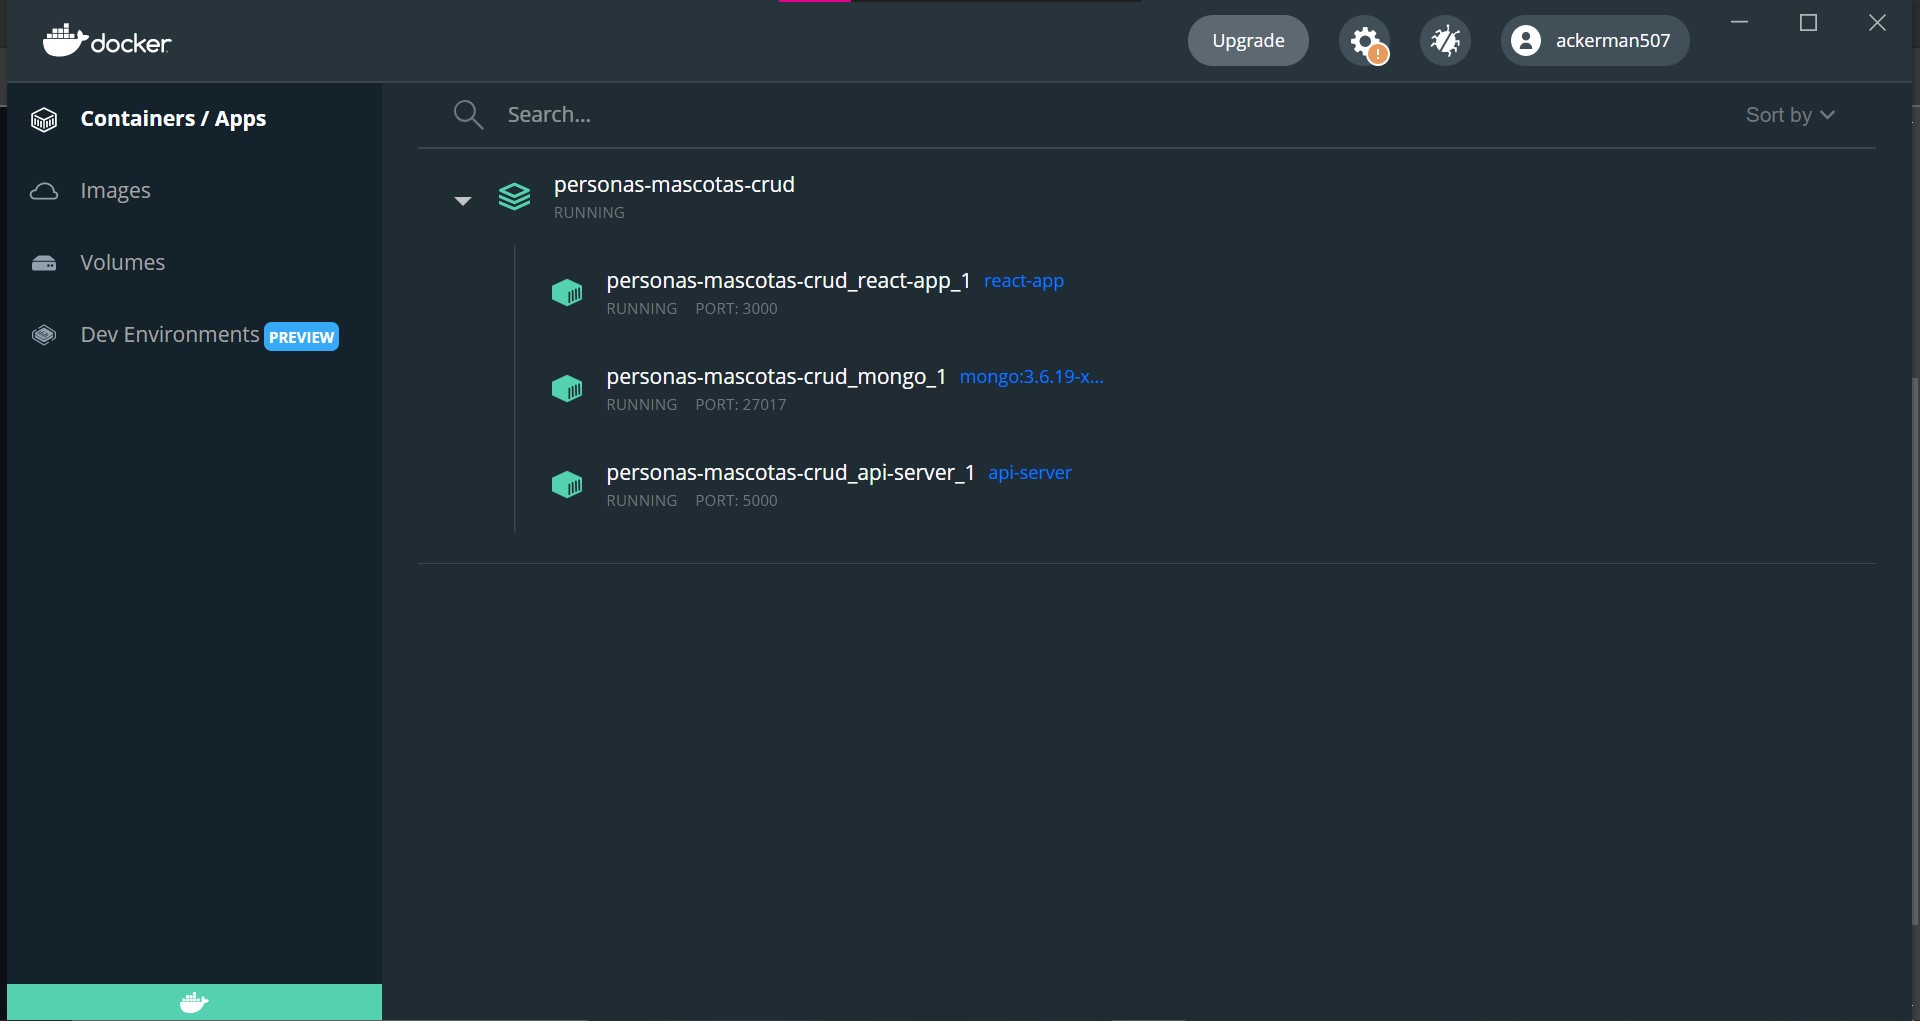 docker
Upgrade
ackerman507
Containers / Apps
Images
Volumes
Dev Environments PREVIEW
Search...
Sort by
personas-mascotas-crud
RUNNING
personas-mascotas-crud_react-app_1 react-app
RUNNING PORT: 3000
personas-mascotas-crud_mongo_1 mongo:3.6.19-x...
RUNNING PORT: 27017
personas-mascotas-crud_api-server_1 api-server
RUNNING PORT: 5000